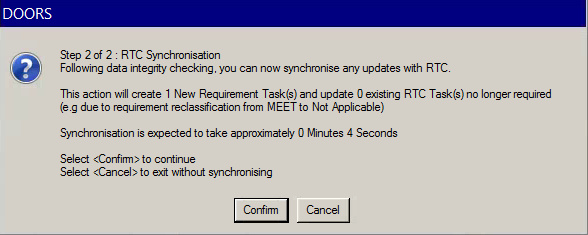 DOORS
Step 2 of 2 : RTC Synchronisation
Following data integrity checking, you can now synchronise any updates with RTC.
This action will create 1 New Requirement Task(s) and update 0 existing RTC Task(s) no longer required
(e.g due to requirement reclassification from MEET to Not Applicable)
Synchronisation is expected to take approximately 0 Minutes 4 Seconds
Select <Confirm> to continue
Select <Cancel> to exit without synchronising
Confirm Cancel